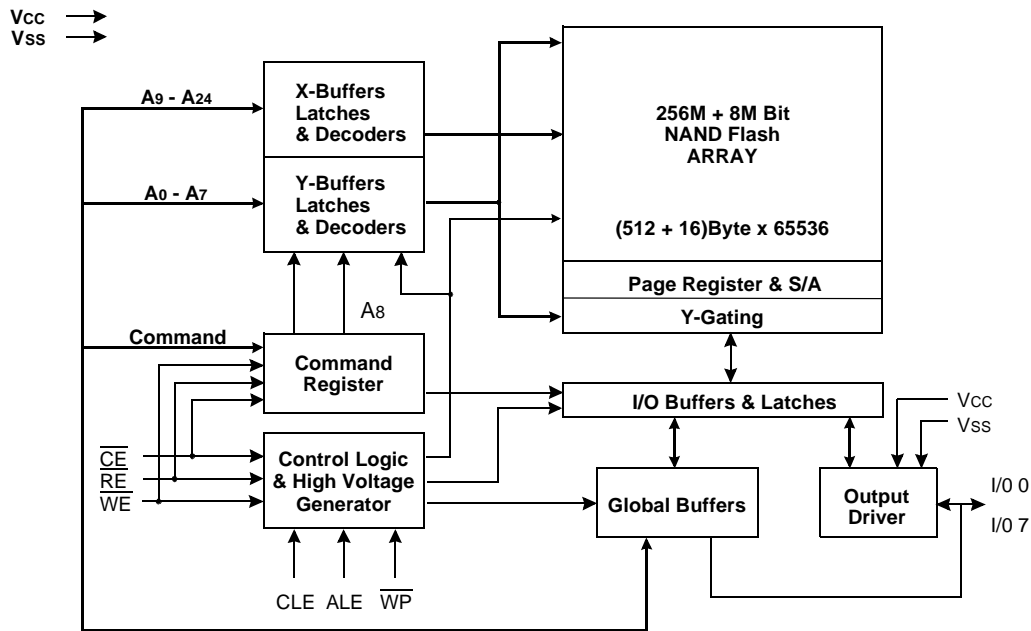 VCC
VSS
A9 - A24
X-Buffers
Latches
& Decoders
A0 - A7
Y-Buffers
Latches
& Decoders
256M + 8M Bit
NAND Flash
ARRAY
(512 + 16)Byte x 65536
Page Register & S/A
Y-Gating
A8
Command
Command
Register
I/O Buffers & Latches
VCC
VSS
CE
RE
WE
Control Logic
& High Voltage
Generator
Global Buffers
Output
Driver
I/0 0
I/0 7
CLE
ALE
WP